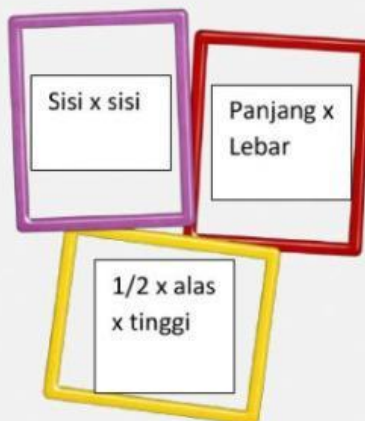 Sisi x sisi
Panjang x
Lebar
1/2 x alas
x tinggi